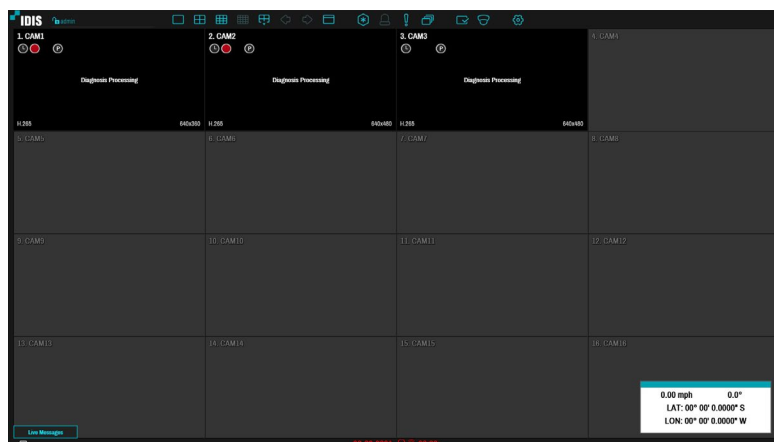 IDIS admin
1. CAM1
2. CAM2
3. CAM3
4. CAM4
P
P
P
Diagnosis Processing
Diagnosis Processing
Diagnosis Processing
H.265 640x360
H.265 640x480
H.265 640x480
5. CAM5
6. CAM6
7. CAM7
8. CAM8
9. CAM9
10. CAM10
11. CAM11
12. CAM12
13. CAM13
14. CAM14
15. CAM15
16. CAM16
0.00 mph 0.0°
LAT: 00° 00' 0.0000" S
LON: 00° 00' 0.0000" W
Live Messages